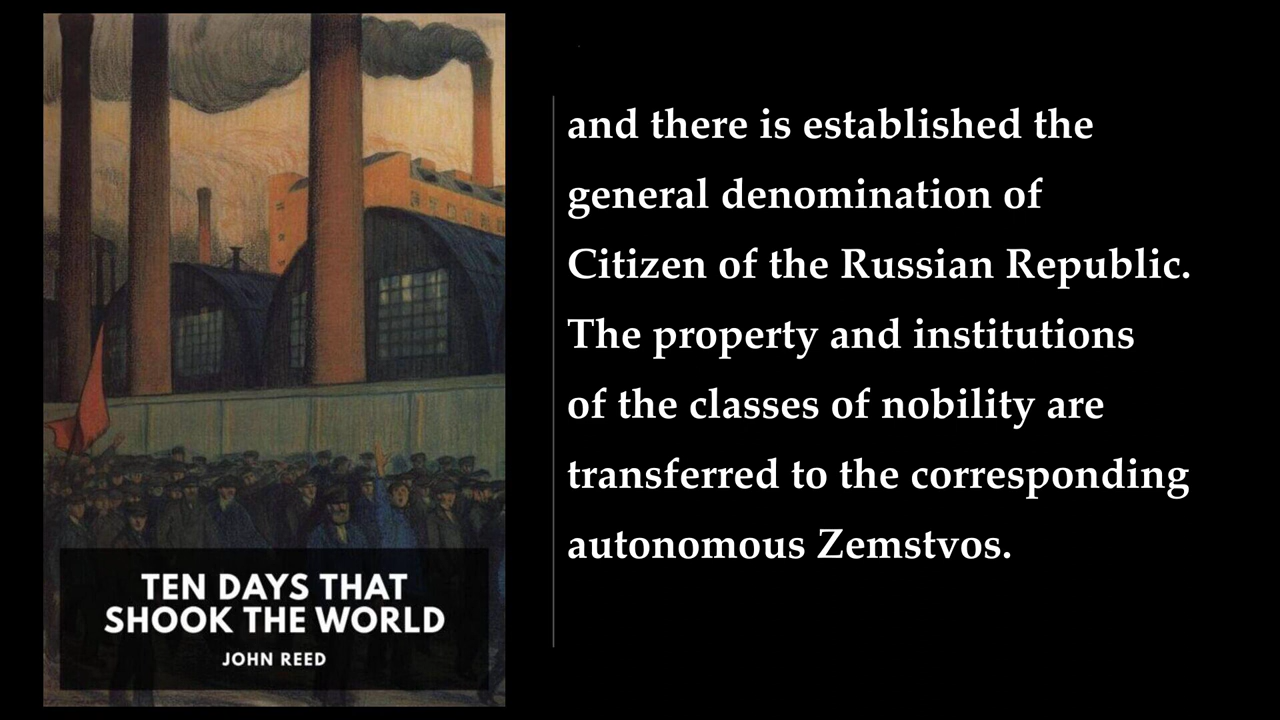 and there is established the
general denomination of
Citizen of the Russian Republic.
The property and institutions
of the classes of nobility are
transferred to the corresponding
autonomous Zemstvos.
TEN DAYS THAT
SHOOK THE WORLD
JOHN REED